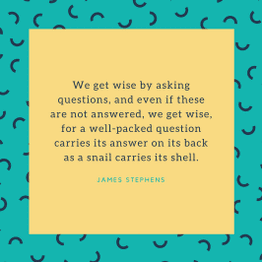 We get wise by asking
questions, and even if these
are not answered, we get wise,
for a well-packed question
carries its answer on its back
as a snail carries its shell.
JAMES STEPHENS